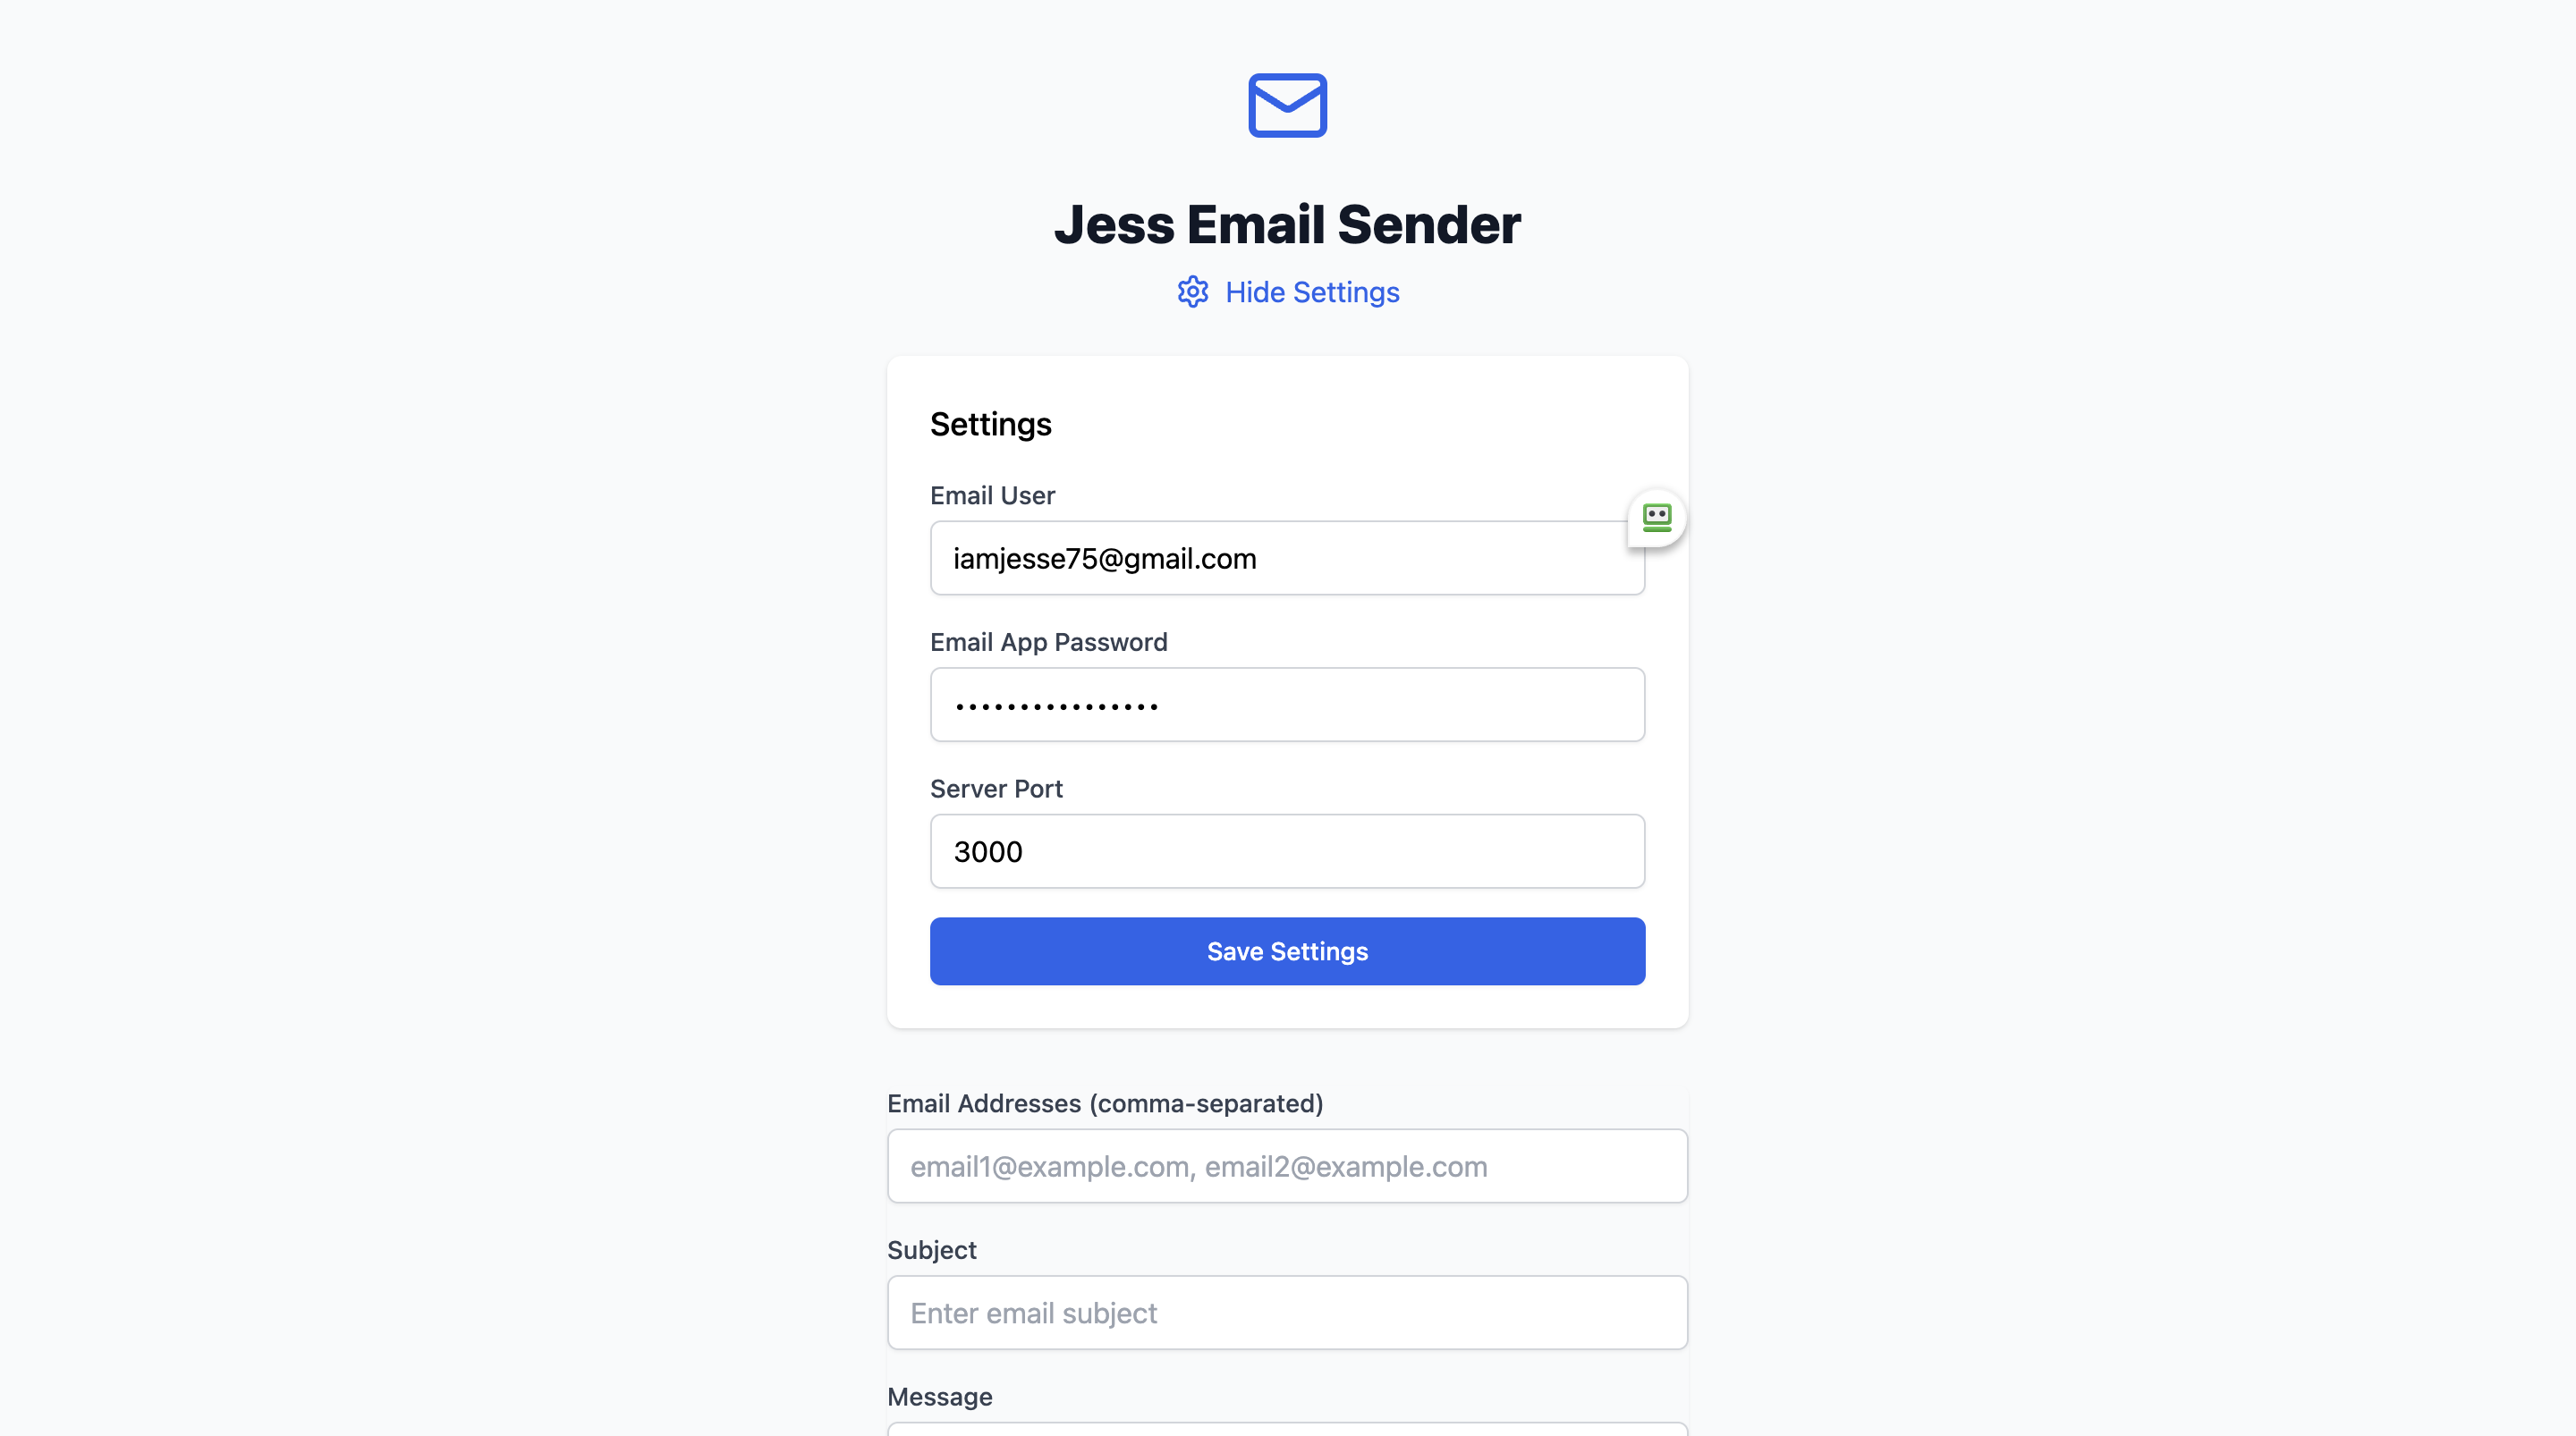 Jess Email Sender
Hide Settings
Settings
Email User
iamjesse75@gmail.com
Email App Password
••••••••••••••••
Server Port
3000
Save Settings
Email Addresses (comma-separated)
email1@example.com, email2@example.com
Subject
Enter email subject
Message